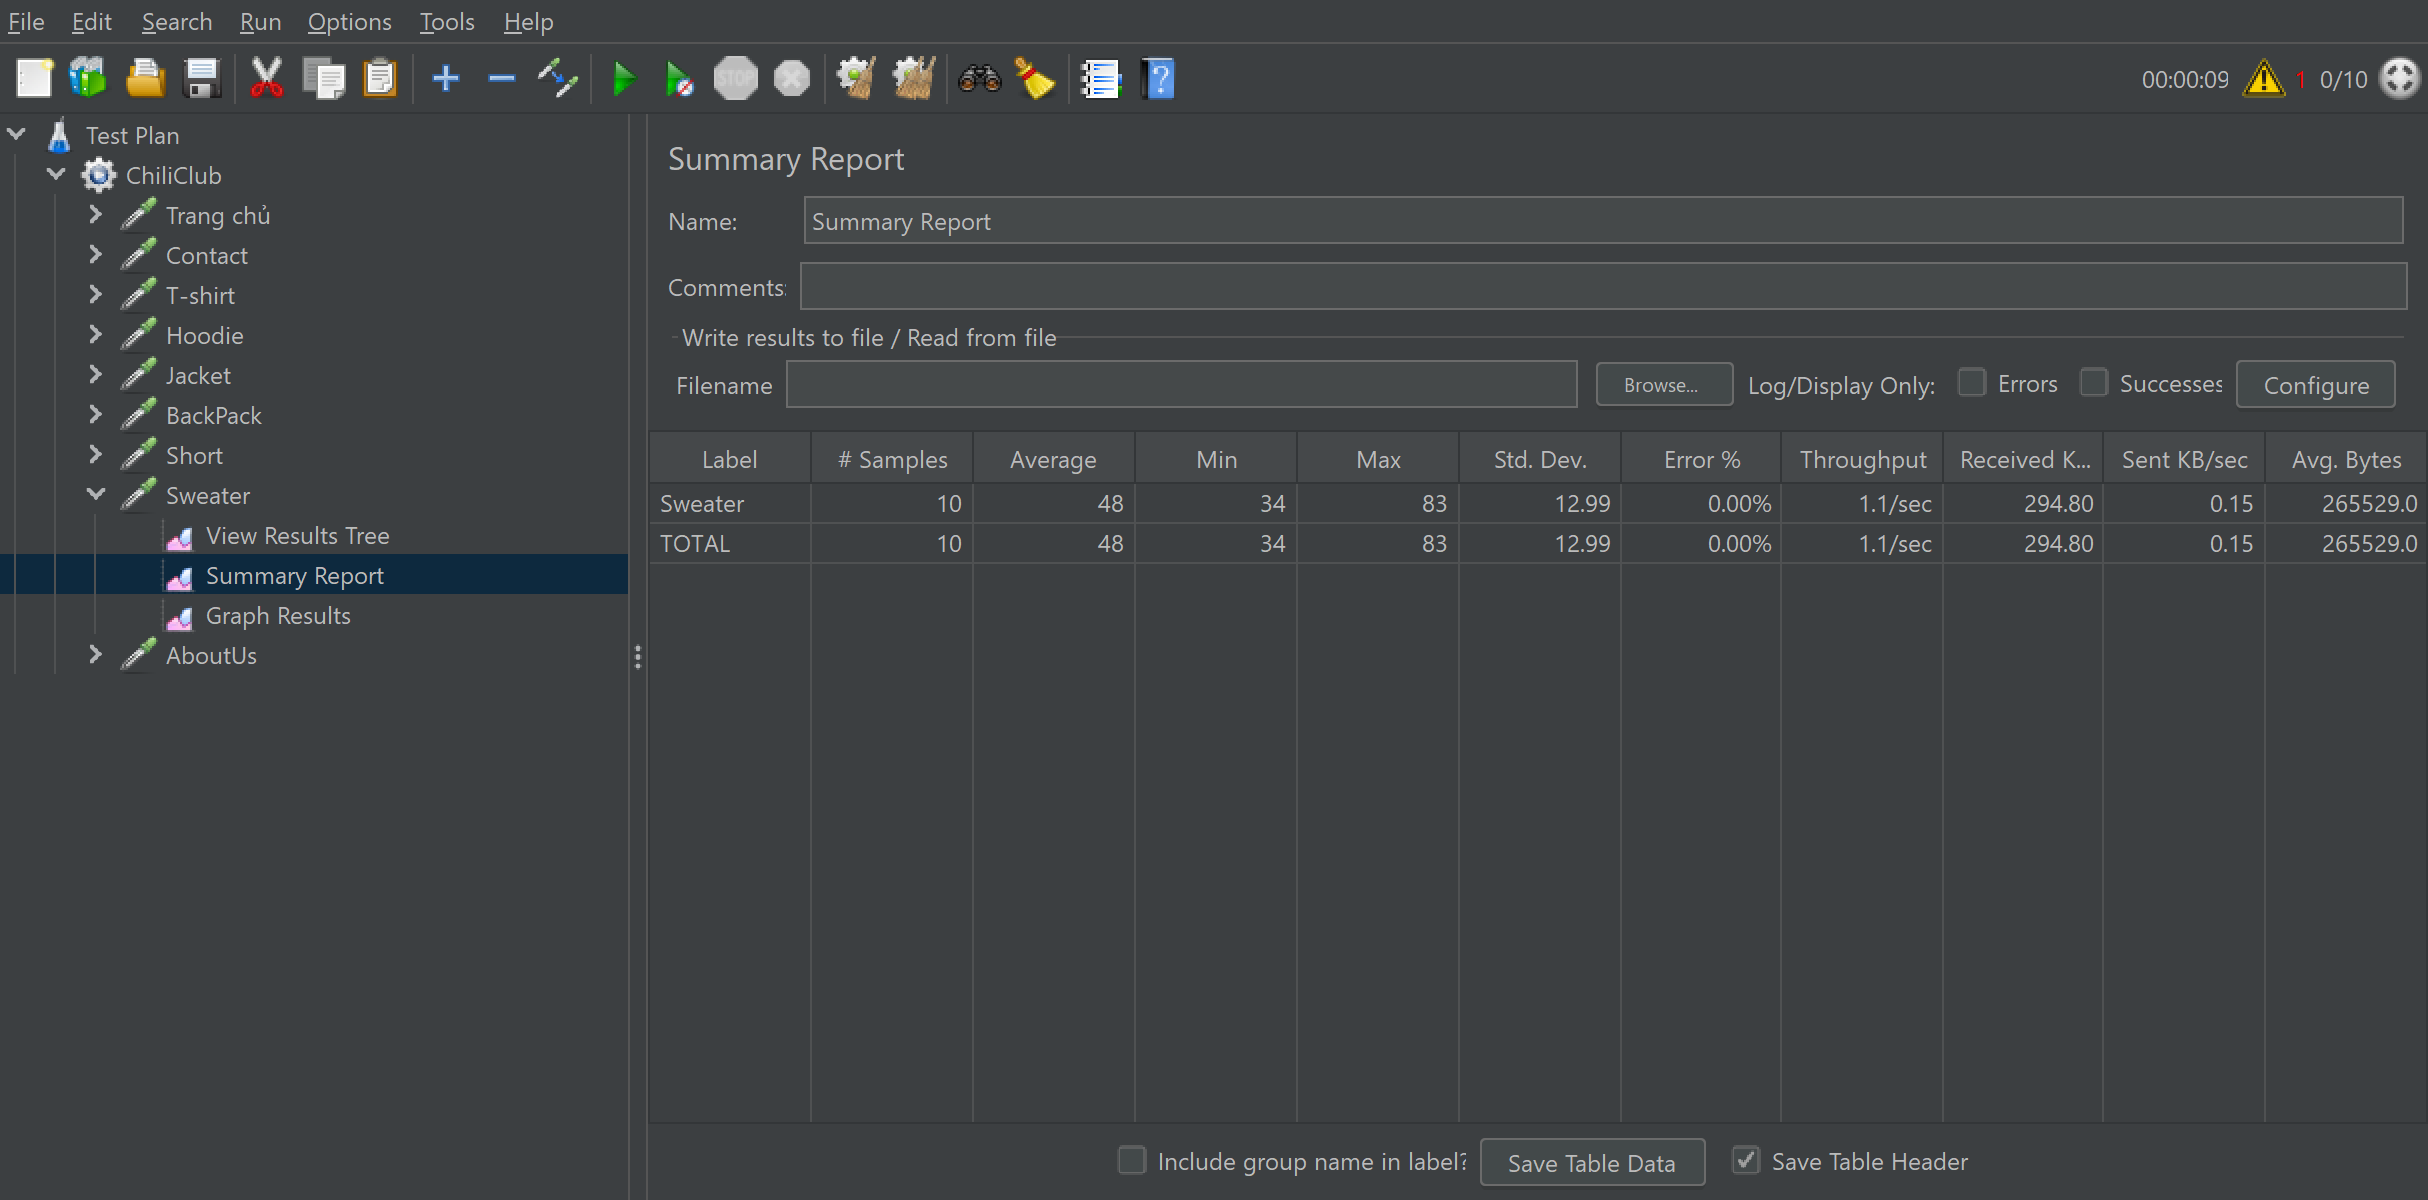 File Edit Search Run Options Tools Help
STOP ? 00:00:09 1 0/10
Test Plan
ChiliClub
Trang chủ
Contact
T-shirt
Hoodie
Jacket
BackPack
Short
Sweater
View Results Tree
Summary Report
Graph Results
AboutUs
Summary Report
Name: Summary Report
Comments:
Write results to file / Read from file
Filename Browse... Log/Display Only: Errors Successes Configure
Label # Samples Average Min Max Std. Dev. Error % Throughput Received K... Sent KB/sec Avg. Bytes
Sweater 10 48 34 83 12.99 0.00% 1.1/sec 294.80 0.15 265529.0
TOTAL 10 48 34 83 12.99 0.00% 1.1/sec 294.80 0.15 265529.0
Include group name in label? Save Table Data Save Table Header